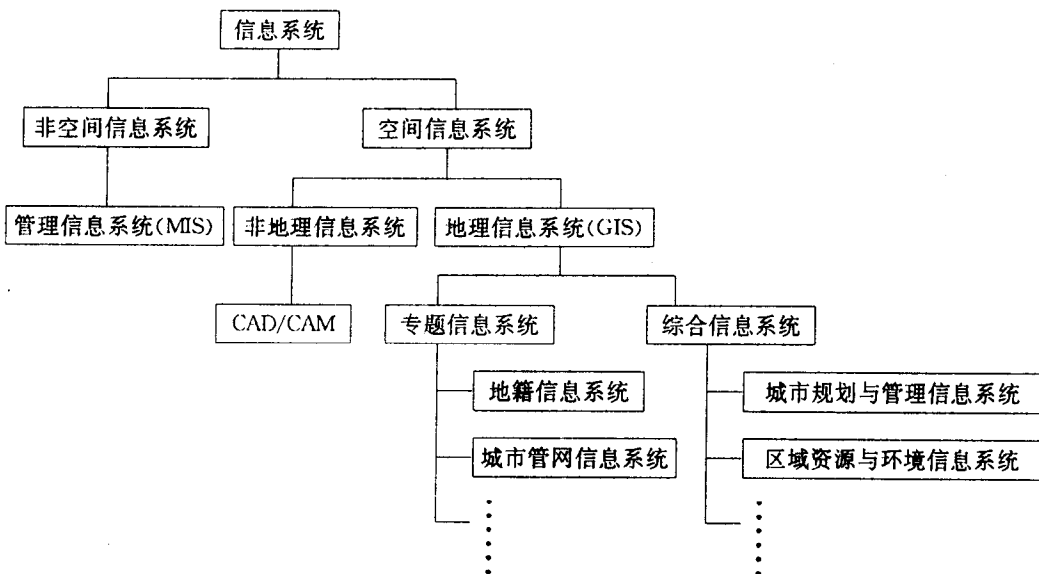 信息系统
非空间信息系统
空间信息系统
管理信息系统(MIS)
非地理信息系统
地理信息系统(GIS)
CAD/CAM
专题信息系统
综合信息系统
地籍信息系统
城市规划与管理信息系统
城市管网信息系统
区域资源与环境信息系统